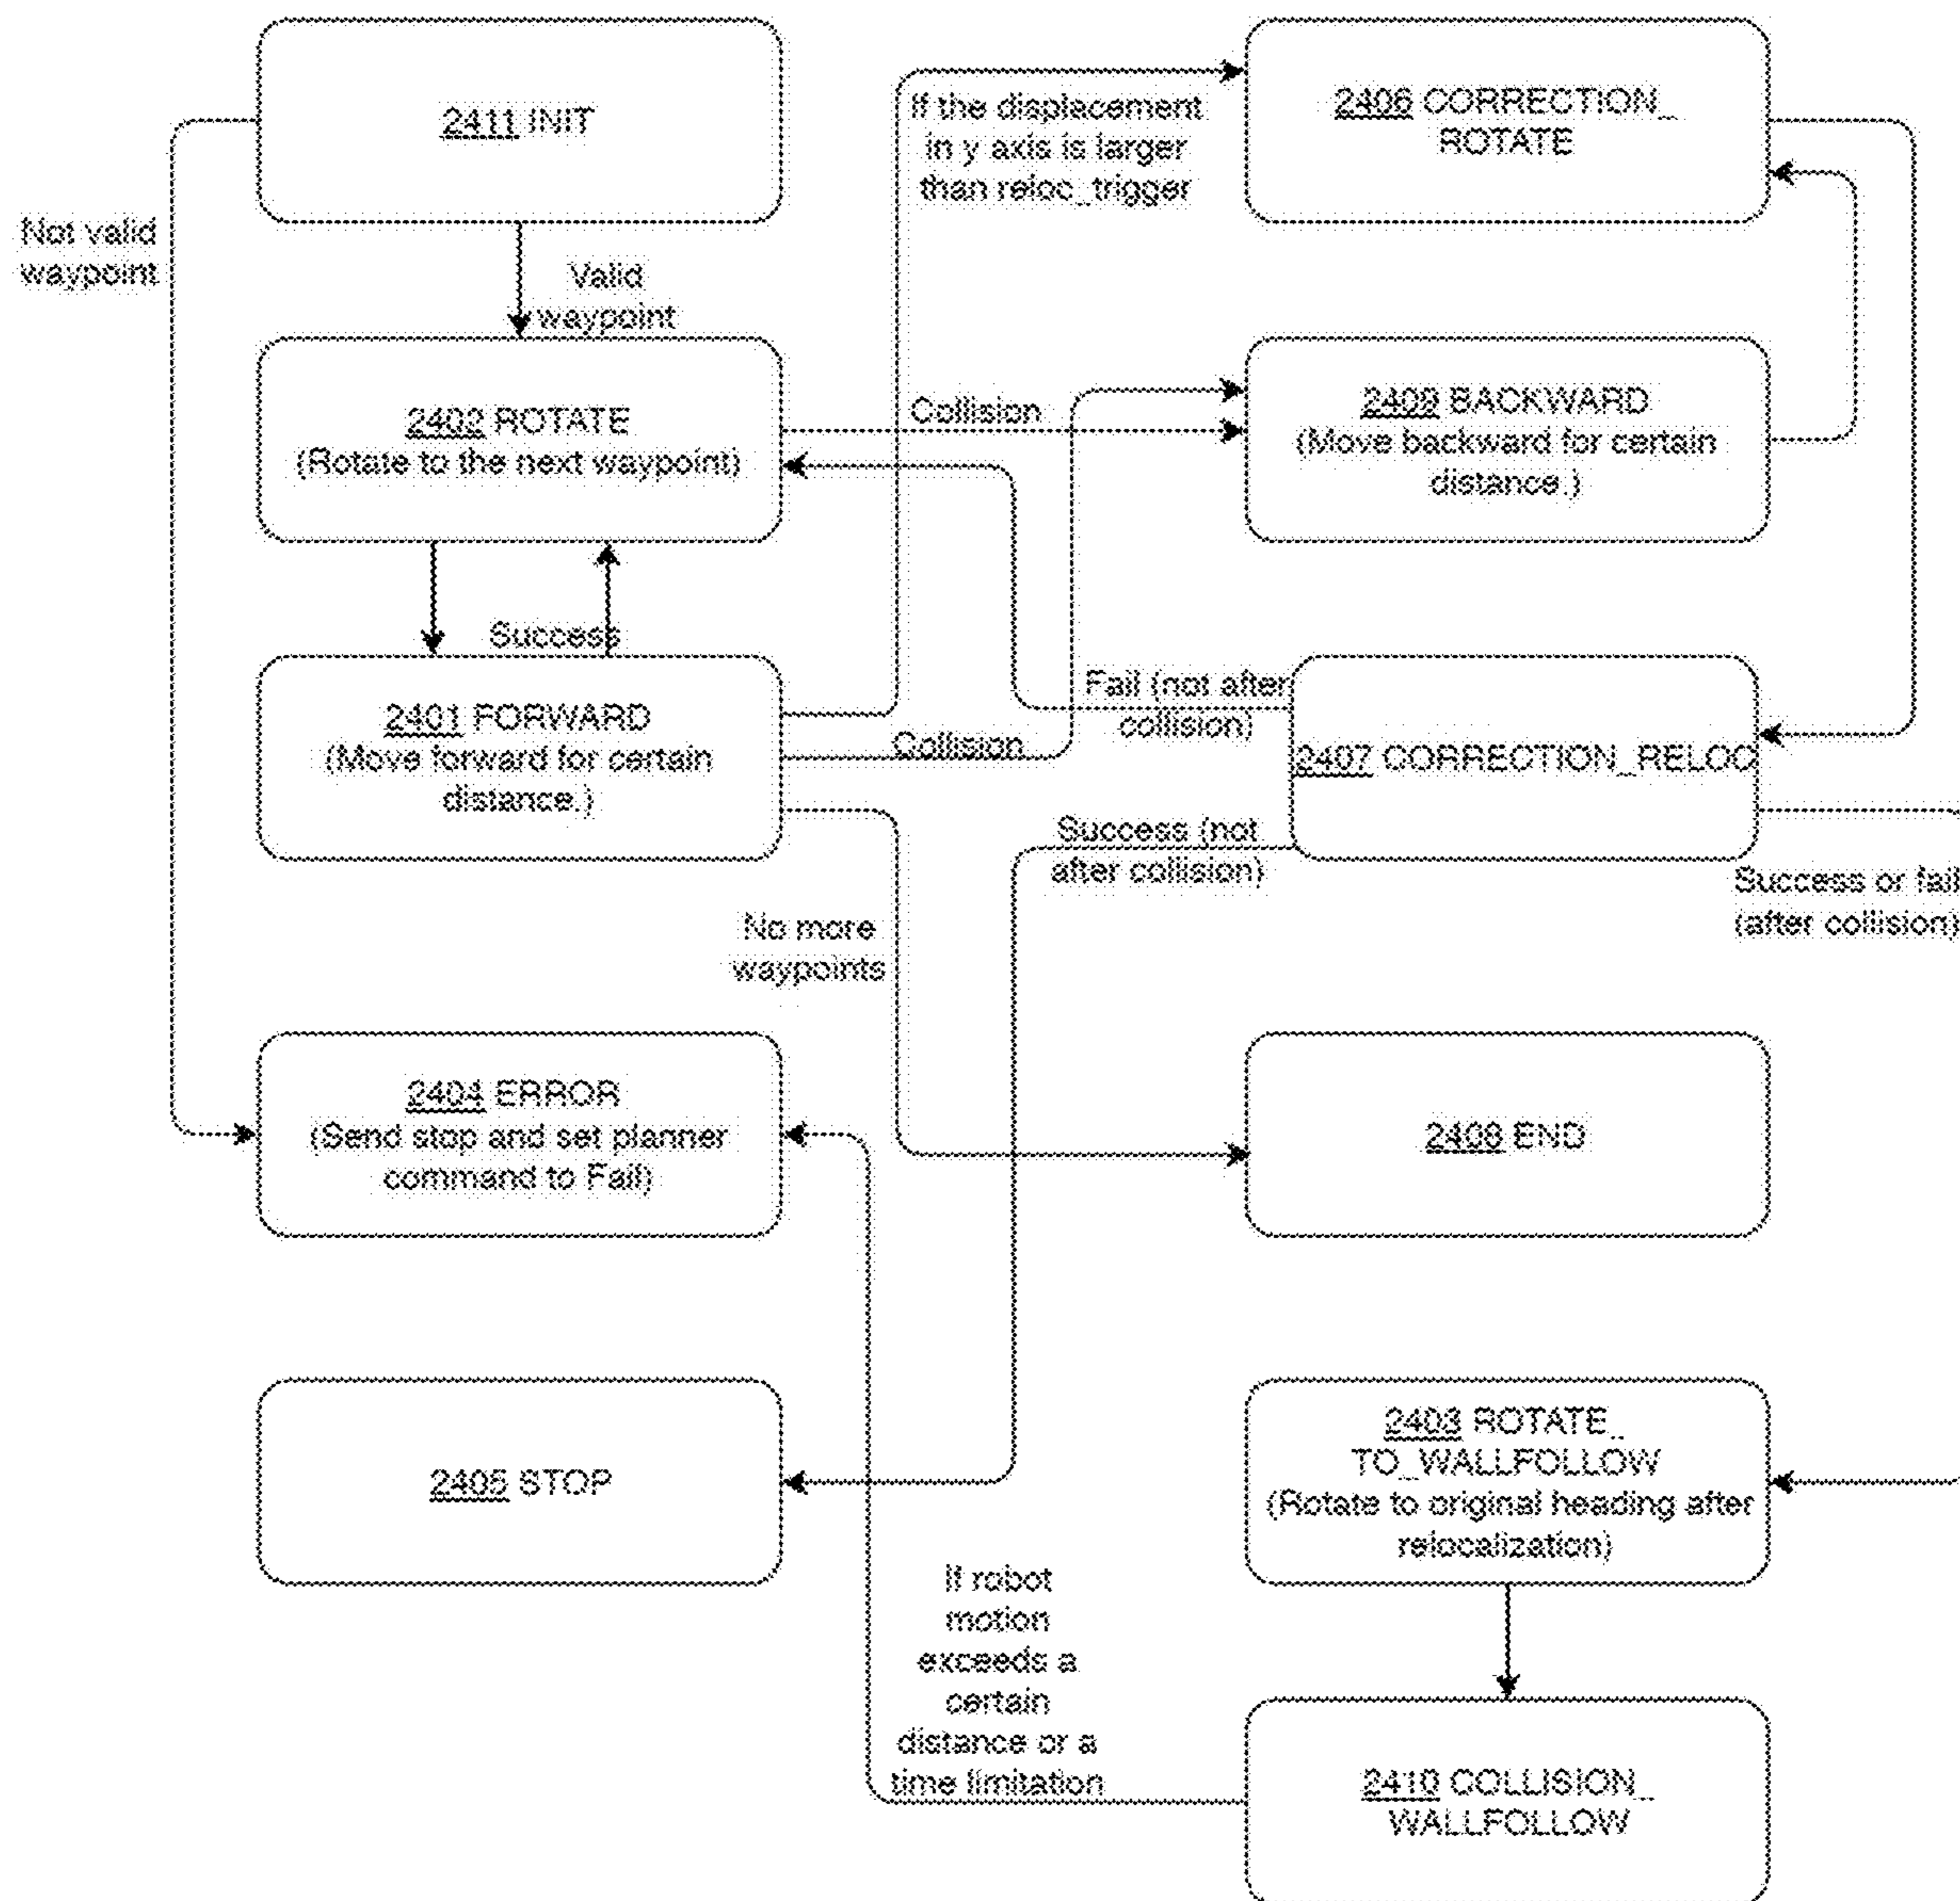 2411 INIT
Not valid
waypoint
Valid
waypoint
If the displacement
in y axis is larger
than reloc_trigger
2406 CORRECTION_
ROTATE
2402 ROTATE
(Rotate to the next waypoint)
Collision
2409 BACKWARD
(Move backward for certain
distance.)
Success
2401 FORWARD
(Move forward for certain
distance.)
Collision
Fail (not after
collision)
2407 CORRECTION_RELOC
Success (not
after collision)
Success or fail
(after collision)
No more
waypoints
2404 ERROR
(Send stop and set planner
command to Fail)
2408 END
2405 STOP
2403 ROTATE_
TO_WALLFOLLOW
(Rotate to original heading after
relocalization)
If robot
motion
exceeds a
certain
distance or a
time limitation
2410 COLLISION_
WALLFOLLOW